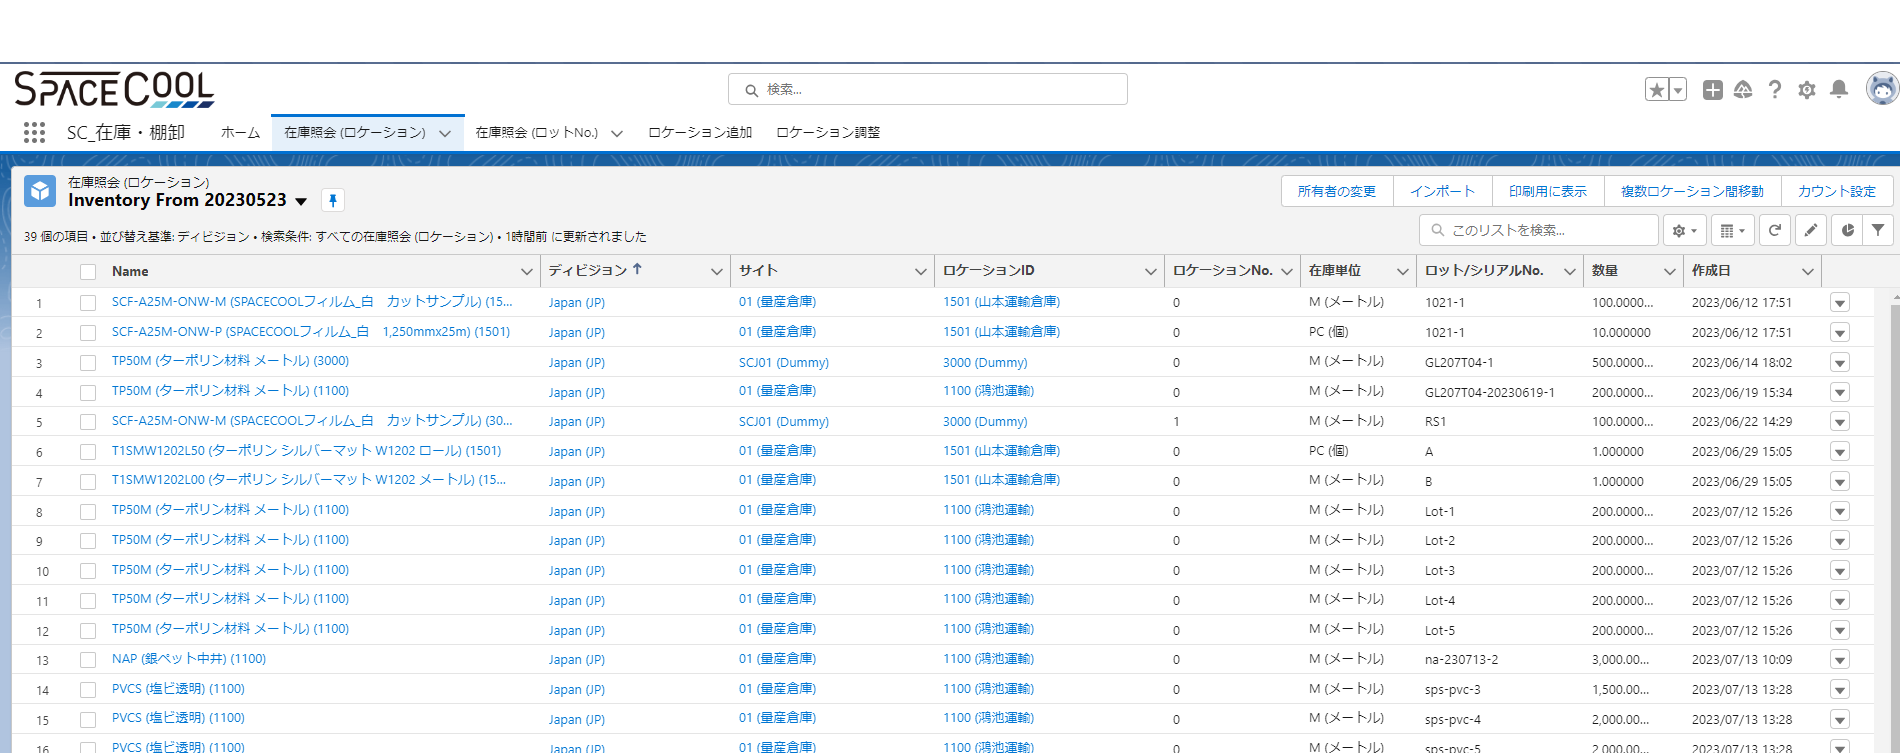 SPACECOOL
検索...
SC_在庫・棚卸 ホーム 在庫照会 (ロケーション) 在庫照会 (ロットNo.) ロケーション追加 ロケーション調整
在庫照会 (ロケーション)
Inventory From 20230523
所有者の変更 インポート 印刷用に表示 複数ロケーション間移動 カウント設定
39 個の項目 • 並び替え基準: ディビジョン • 検索条件: すべての在庫照会 (ロケーション) • 1時間前 に更新されました
このリストを検索...
Name ディビジョン ↑ サイト ロケーションID ロケーションNo. 在庫単位 ロット/シリアルNo. 数量 作成日
1 SCF-A25M-ONW-M (SPACECOOLフィルム_白　カットサンプル) (15... Japan (JP) 01 (量産倉庫) 1501 (山本運輸倉庫) 0 M (メートル) 1021-1 100.0000... 2023/06/12 17:51
2 SCF-A25M-ONW-P (SPACECOOLフィルム_白　1,250mmx25m) (1501) Japan (JP) 01 (量産倉庫) 1501 (山本運輸倉庫) 0 PC (個) 1021-1 10.000000 2023/06/12 17:51
3 TP50M (ターポリン材料 メートル) (3000) Japan (JP) SCJ01 (Dummy) 3000 (Dummy) 0 M (メートル) GL207T04-1 500.0000... 2023/06/14 18:02
4 TP50M (ターポリン材料 メートル) (1100) Japan (JP) 01 (量産倉庫) 1100 (鴻池運輸) 0 M (メートル) GL207T04-20230619-1 200.0000... 2023/06/19 15:34
5 SCF-A25M-ONW-M (SPACECOOLフィルム_白　カットサンプル) (30... Japan (JP) SCJ01 (Dummy) 3000 (Dummy) 1 M (メートル) RS1 100.0000... 2023/06/22 14:29
6 T1SMW1202L50 (ターポリン シルバーマット W1202 ロール) (1501) Japan (JP) 01 (量産倉庫) 1501 (山本運輸倉庫) 0 PC (個) A 1.000000 2023/06/29 15:05
7 T1SMW1202L00 (ターポリン シルバーマット W1202 メートル) (15... Japan (JP) 01 (量産倉庫) 1501 (山本運輸倉庫) 0 M (メートル) B 1.000000 2023/06/29 15:05
8 TP50M (ターポリン材料 メートル) (1100) Japan (JP) 01 (量産倉庫) 1100 (鴻池運輸) 0 M (メートル) Lot-1 200.0000... 2023/07/12 15:26
9 TP50M (ターポリン材料 メートル) (1100) Japan (JP) 01 (量産倉庫) 1100 (鴻池運輸) 0 M (メートル) Lot-2 200.0000... 2023/07/12 15:26
10 TP50M (ターポリン材料 メートル) (1100) Japan (JP) 01 (量産倉庫) 1100 (鴻池運輸) 0 M (メートル) Lot-3 200.0000... 2023/07/12 15:26
11 TP50M (ターポリン材料 メートル) (1100) Japan (JP) 01 (量産倉庫) 1100 (鴻池運輸) 0 M (メートル) Lot-4 200.0000... 2023/07/12 15:26
12 TP50M (ターポリン材料 メートル) (1100) Japan (JP) 01 (量産倉庫) 1100 (鴻池運輸) 0 M (メートル) Lot-5 200.0000... 2023/07/12 15:26
13 NAP (銀ペット中井) (1100) Japan (JP) 01 (量産倉庫) 1100 (鴻池運輸) 0 M (メートル) na-230713-2 3,000.00... 2023/07/13 10:09
14 PVCS (塩ビ透明) (1100) Japan (JP) 01 (量産倉庫) 1100 (鴻池運輸) 0 M (メートル) sps-pvc-3 1,500.00... 2023/07/13 13:28
15 PVCS (塩ビ透明) (1100) Japan (JP) 01 (量産倉庫) 1100 (鴻池運輸) 0 M (メートル) sps-pvc-4 2,000.00... 2023/07/13 13:28
16 PVCS (塩ビ透明) (1100) Japan (JP) 01 (量産倉庫) 1100 (鴻池運輸) 0 M (メートル) sps-pvc-5 2,000.00... 2023/07/13 13:28